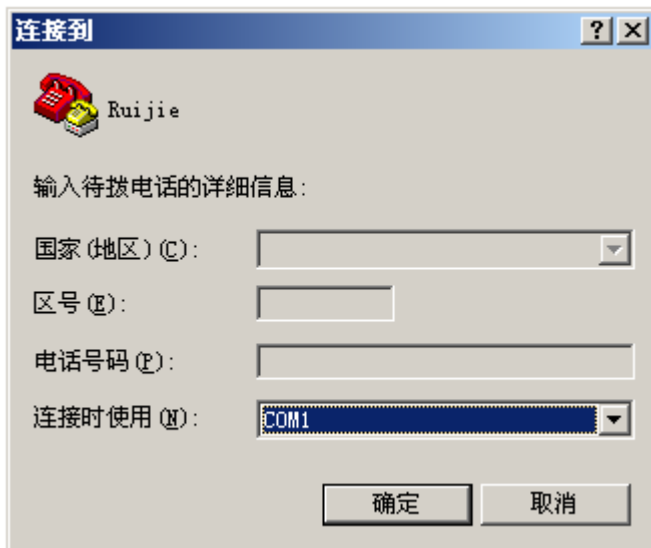 连接到
Ruijie
输入待拨电话的详细信息:
国家(地区)(C):
区号(E):
电话号码(P):
连接时使用(N): COM1
确定 取消